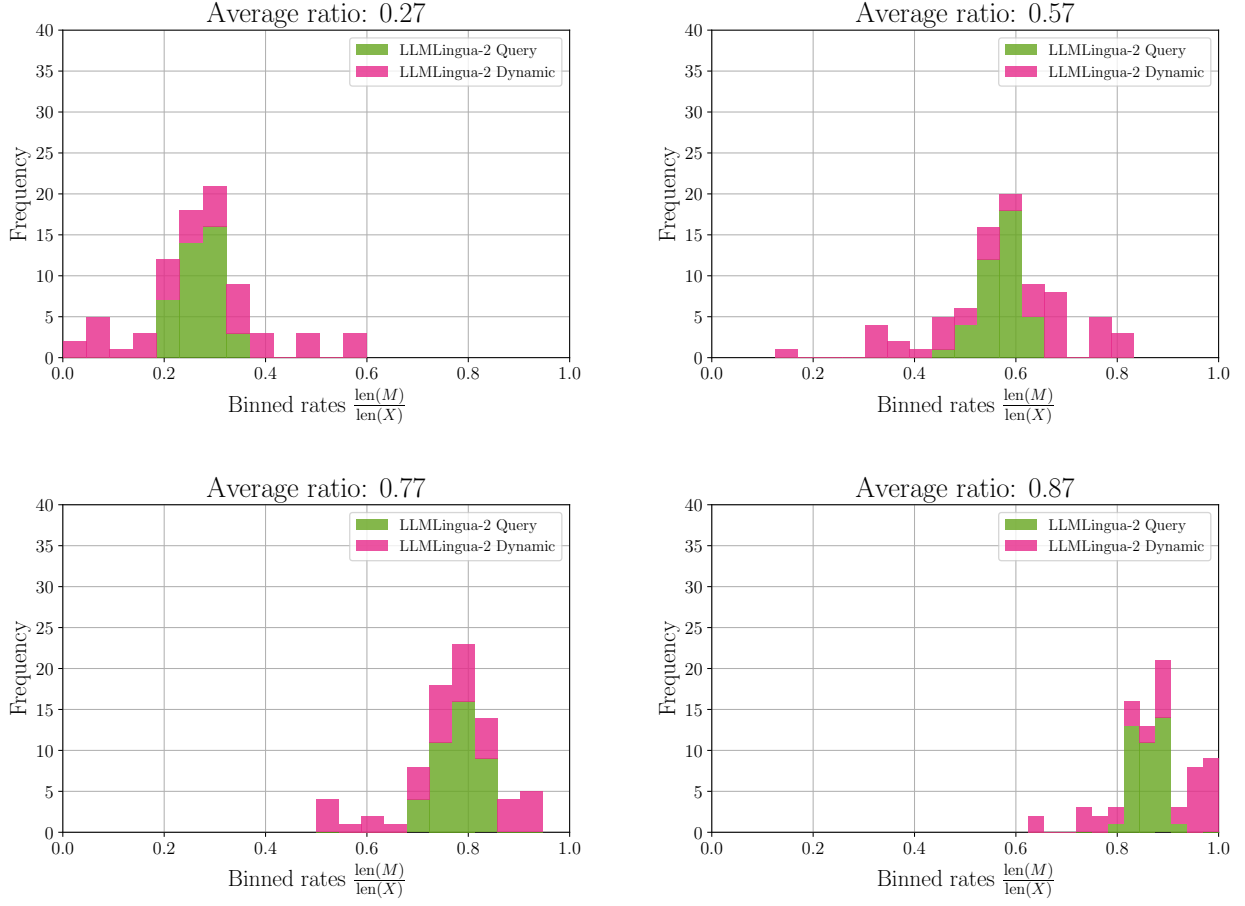 Average ratio: 0.27
40
35
30
25
20
15
10
5
0
Frequency
LLMLingua-2 Query
LLMLingua-2 Dynamic
0.0 0.2 0.4 0.6 0.8 1.0
Binned rates len(M)/len(X)
Average ratio: 0.57
40
35
30
25
20
15
10
5
0
Frequency
LLMLingua-2 Query
LLMLingua-2 Dynamic
0.0 0.2 0.4 0.6 0.8 1.0
Binned rates len(M)/len(X)
Average ratio: 0.77
40
35
30
25
20
15
10
5
0
Frequency
LLMLingua-2 Query
LLMLingua-2 Dynamic
0.0 0.2 0.4 0.6 0.8 1.0
Binned rates len(M)/len(X)
Average ratio: 0.87
40
35
30
25
20
15
10
5
0
Frequency
LLMLingua-2 Query
LLMLingua-2 Dynamic
0.0 0.2 0.4 0.6 0.8 1.0
Binned rates len(M)/len(X)